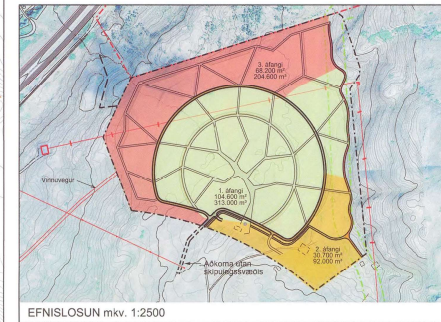 3. áfangi
68.200 m²
204.600 m³
Vinnuvegur
1. áfangi
104.600 m²
313.000 m³
2. áfangi
30.700 m²
92.000 m³
Aðkoma utan
skipulagssvæðis
EFNISLOSUN mkv. 1:2500